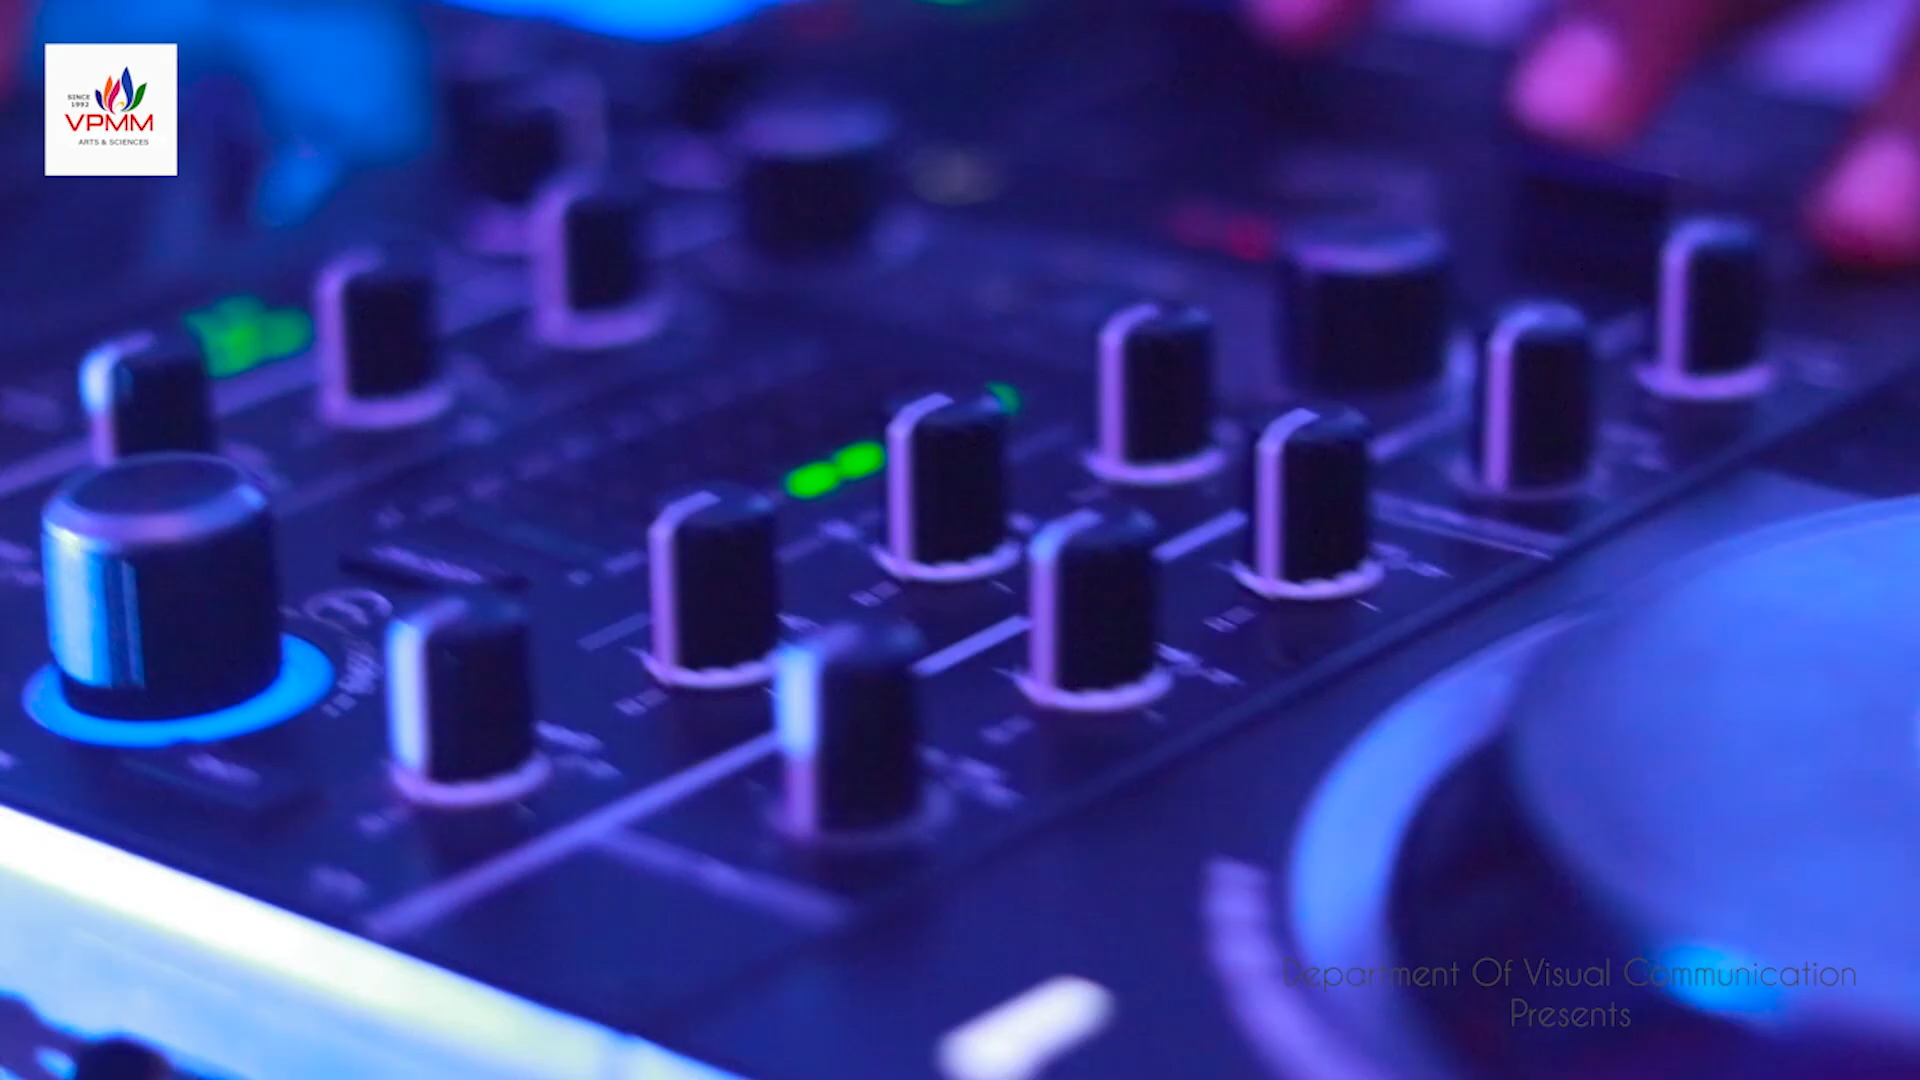 SINCE
1992
VPMM
ARTS & SCIENCES
Department Of Visual Communication
Presents